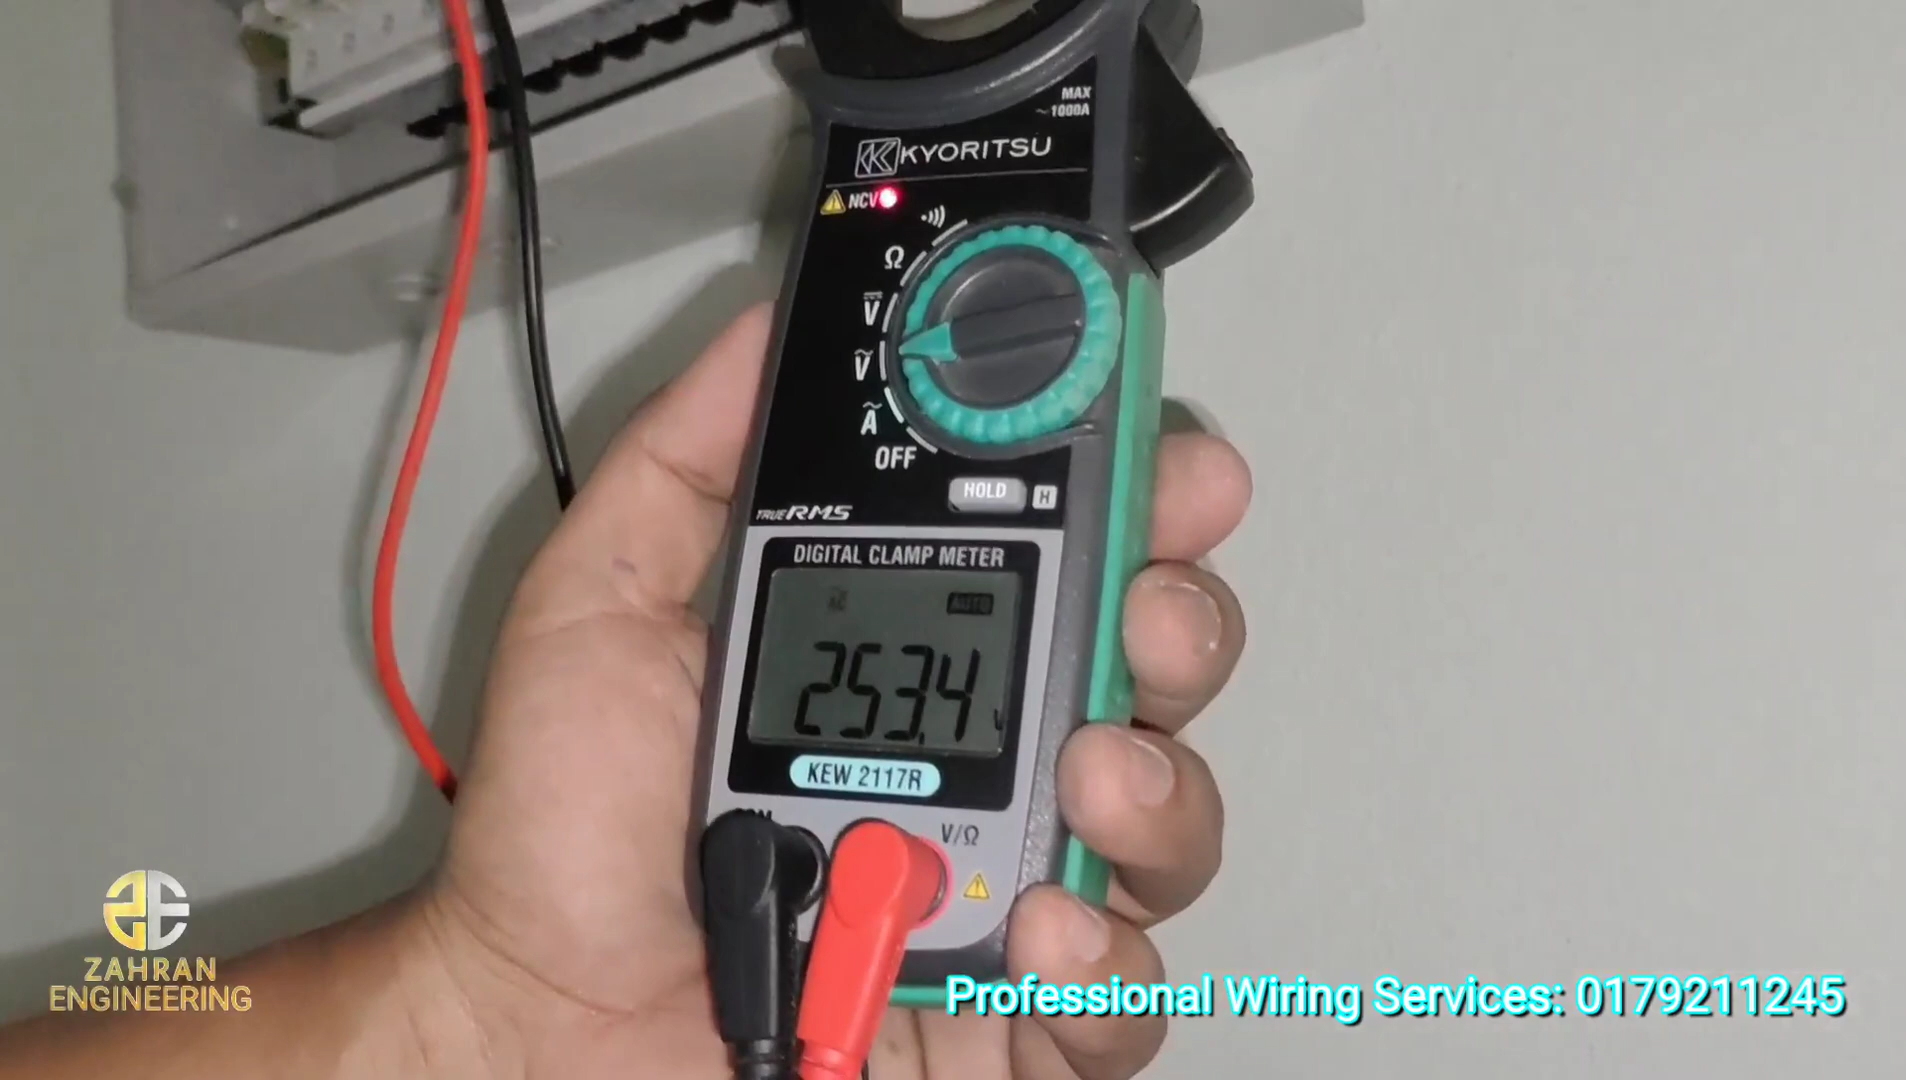 MAX
~1000A
KYORITSU
NCV
Ω
V
V
A
OFF
HOLD H
TRUE RMS
DIGITAL CLAMP METER
AC AUTO
253.4 V
KEW 2117R
V/Ω
ZAHRAN
ENGINEERING
Professional Wiring Services: 0179211245